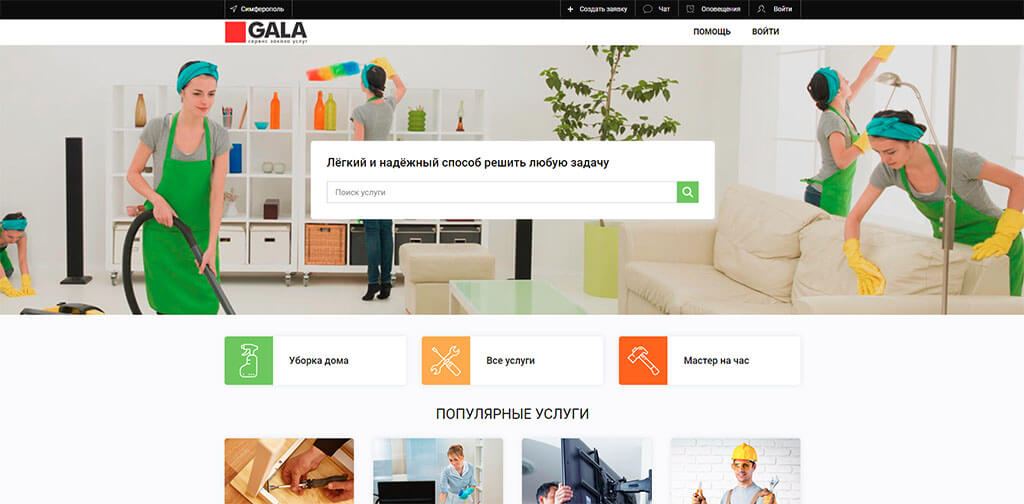 Симферополь
Создать заявку
Чат
Оповещения
Войти
GALA
сервис заказа услуг
ПОМОЩЬ
ВОЙТИ
Лёгкий и надёжный способ решить любую задачу
Поиск услуги
Уборка дома
Все услуги
Мастер на час
ПОПУЛЯРНЫЕ УСЛУГИ